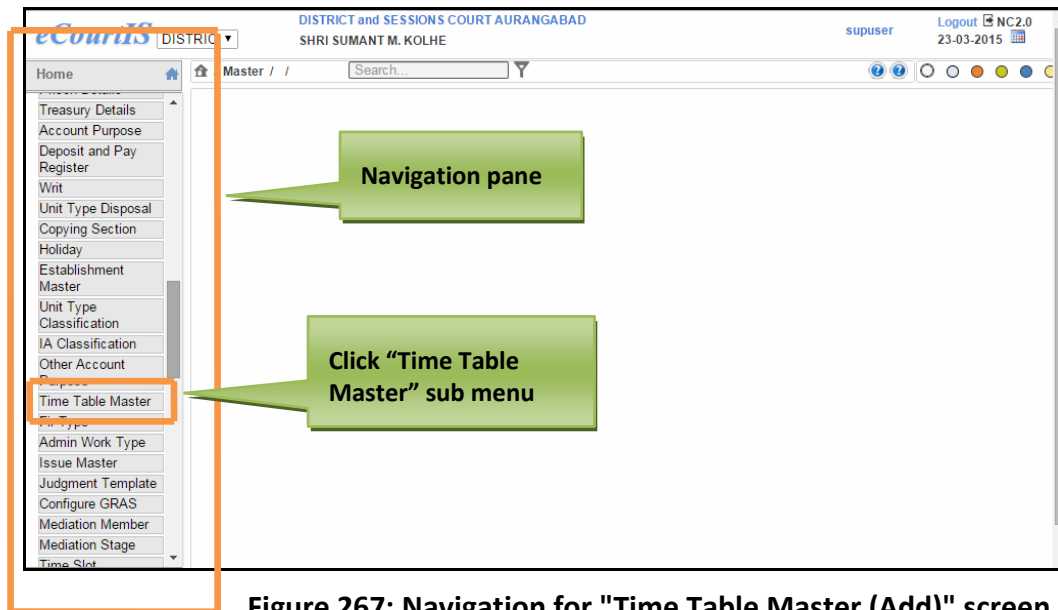 eCourtIS DISTRIC
DISTRICT and SESSIONS COURT AURANGABAD
SHRI SUMANT M. KOLHE
supuser
Logout NC2.0
23-03-2015
Home
Master / /
Search...
Treasury Details
Account Purpose
Deposit and Pay
Register
Writ
Unit Type Disposal
Copying Section
Holiday
Establishment
Master
Unit Type
Classification
IA Classification
Other Account
Purpose
Time Table Master
Admin Work Type
Issue Master
Judgment Template
Configure GRAS
Mediation Member
Mediation Stage
Time Slot
Navigation pane
Click “Time Table
Master” sub menu
Figure 267: Navigation for "Time Table Master (Add)" screen